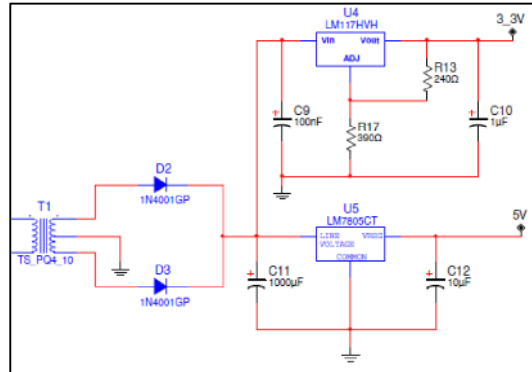 U4
LM117HVH
3_3V
Vin
Vout
ADJ
R13
240Ω
C9
100nF
R17
390Ω
C10
1µF
D2
1N4001GP
T1
TS_PQ4_10
D3
1N4001GP
U5
LM7805CT
5V
LINE
VREG
VOLTAGE
COMMON
C11
1000µF
C12
10µF